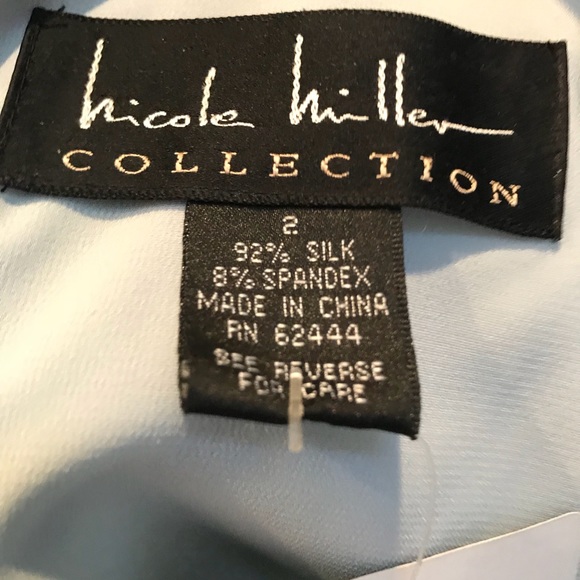 nicole miller
COLLECTION
2
92% SILK
8% SPANDEX
MADE IN CHINA
RN 62444
SEE REVERSE
FOR CARE